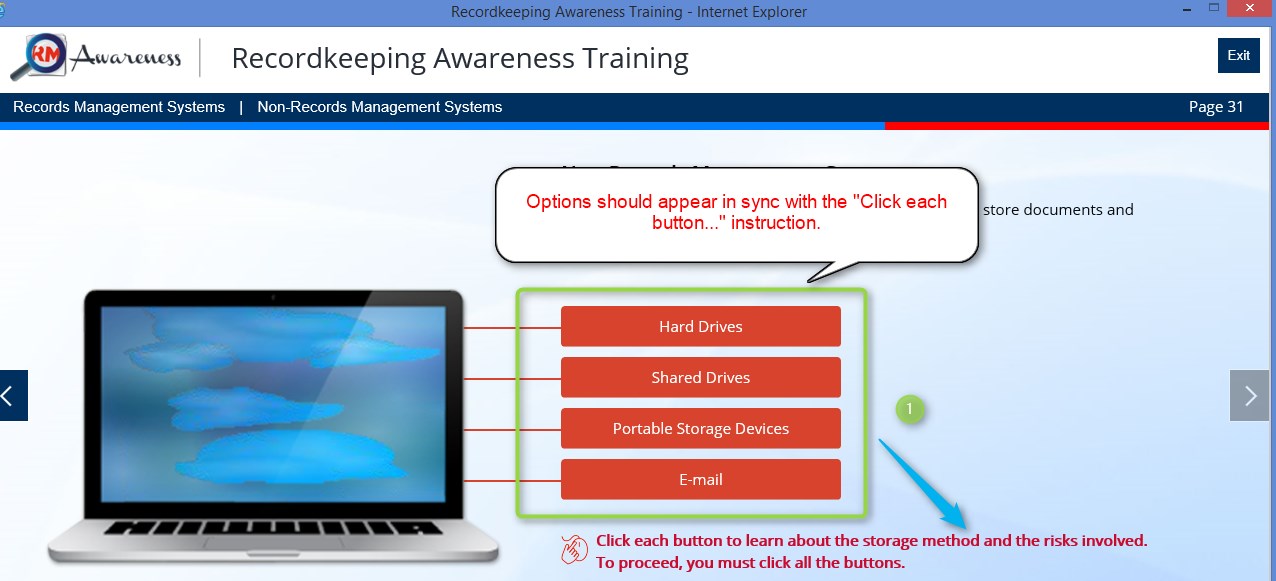 Recordkeeping Awareness Training - Internet Explorer
RM Awareness
Recordkeeping Awareness Training
Exit
Records Management Systems | Non-Records Management Systems
Page 31
Options should appear in sync with the "Click each
button..." instruction.
store documents and
Hard Drives
Shared Drives
Portable Storage Devices
E-mail
1
Click each button to learn about the storage method and the risks involved.
To proceed, you must click all the buttons.